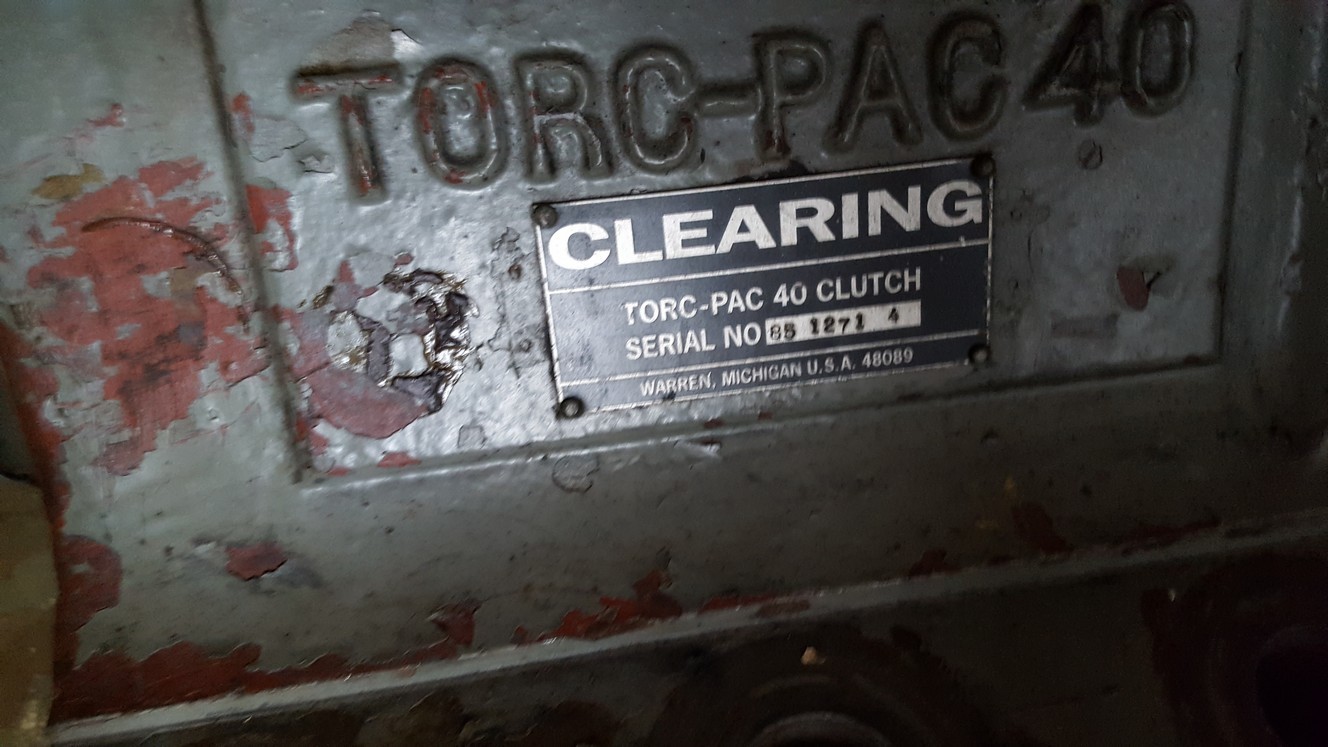 TORC-PAC 40
CLEARING
TORC-PAC 40 CLUTCH
SERIAL NO 85 1271 4
WARREN, MICHIGAN U.S.A. 48089